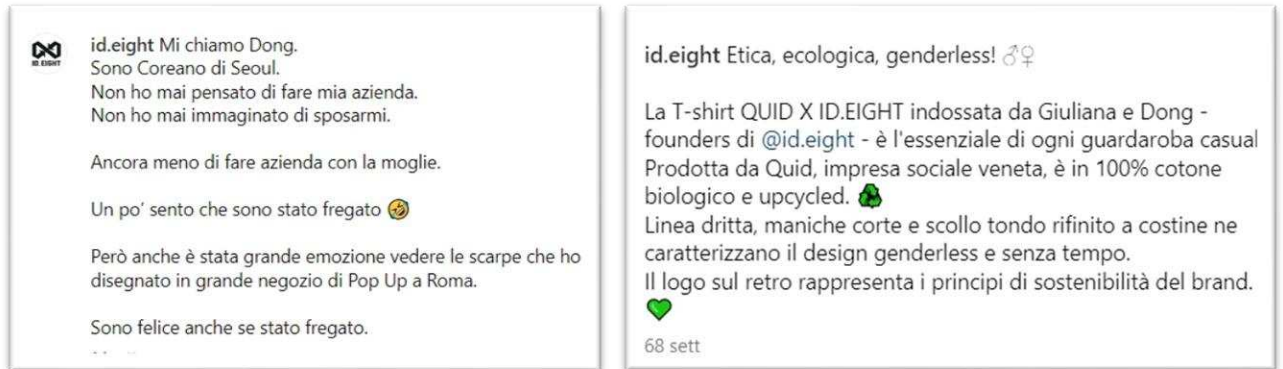 ID.EIGHT
id.eight Mi chiamo Dong.
Sono Coreano di Seoul.
Non ho mai pensato di fare mia azienda.
Non ho mai immaginato di sposarmi.
Ancora meno di fare azienda con la moglie.
Un po' sento che sono stato fregato 🤣
Però anche è stata grande emozione vedere le scarpe che ho
disegnato in grande negozio di Pop Up a Roma.
Sono felice anche se stato fregato.
id.eight Etica, ecologica, genderless! ♂♀
La T-shirt QUID X ID.EIGHT indossata da Giuliana e Dong -
founders di @id.eight - è l'essenziale di ogni guardaroba casual
Prodotta da Quid, impresa sociale veneta, è in 100% cotone
biologico e upcycled. ♻
Linea dritta, maniche corte e scollo tondo rifinito a costine ne
caratterizzano il design genderless e senza tempo.
Il logo sul retro rappresenta i principi di sostenibilità del brand.
💚
68 sett